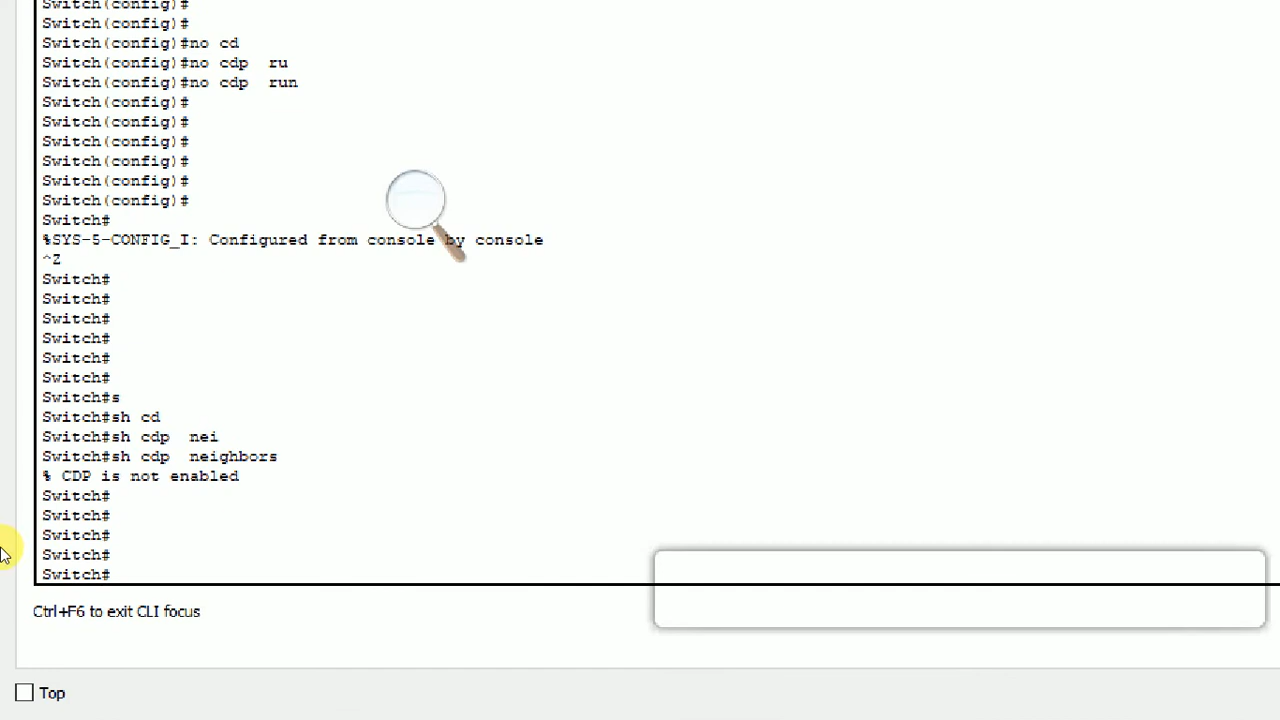 Switch(config)#
Switch(config)#
Switch(config)#no cd
Switch(config)#no cdp  ru
Switch(config)#no cdp  run
Switch(config)#
Switch(config)#
Switch(config)#
Switch(config)#
Switch(config)#
Switch(config)#
Switch#
%SYS-5-CONFIG_I: Configured from console by console
^Z
Switch#
Switch#
Switch#
Switch#
Switch#
Switch#
Switch#s
Switch#sh cd
Switch#sh cdp  nei
Switch#sh cdp  neighbors
% CDP is not enabled
Switch#
Switch#
Switch#
Switch#
Switch#
Ctrl+F6 to exit CLI focus
Top